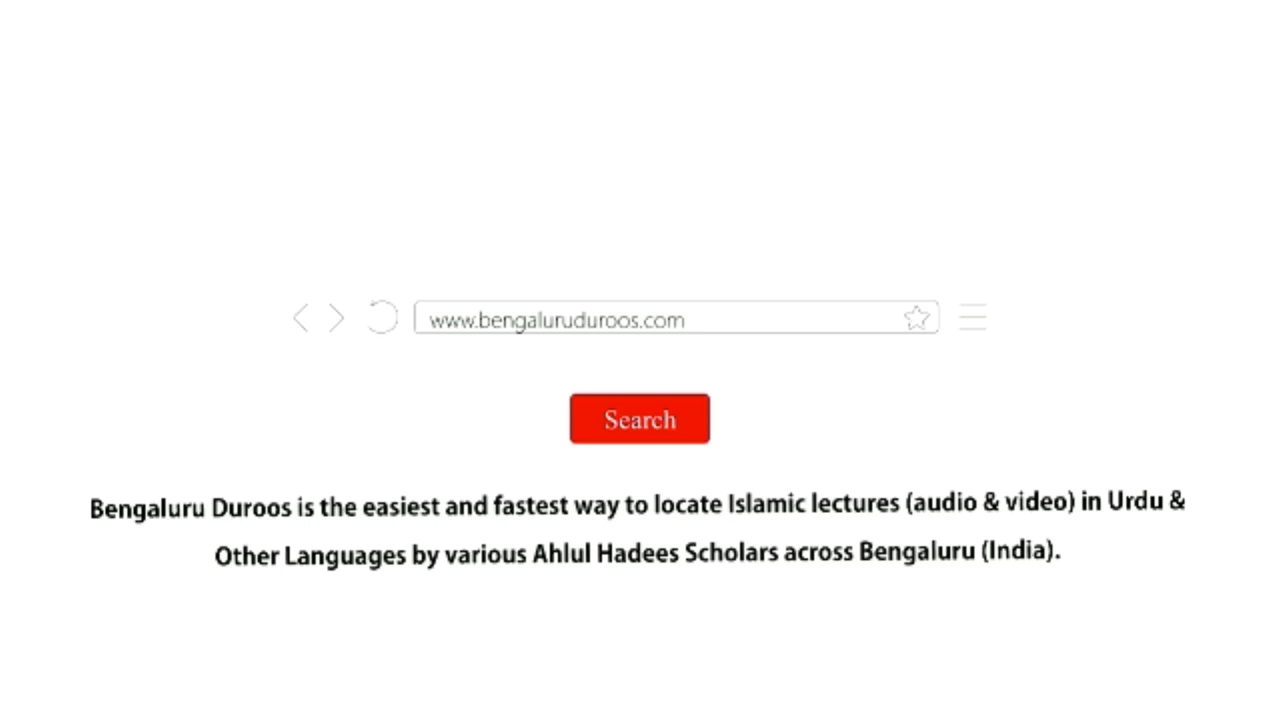 www.bengaluruduroos.com
Search
Bengaluru Duroos is the easiest and fastest way to locate Islamic lectures (audio & video) in Urdu &
Other Languages by various Ahlul Hadees Scholars across Bengaluru (India).